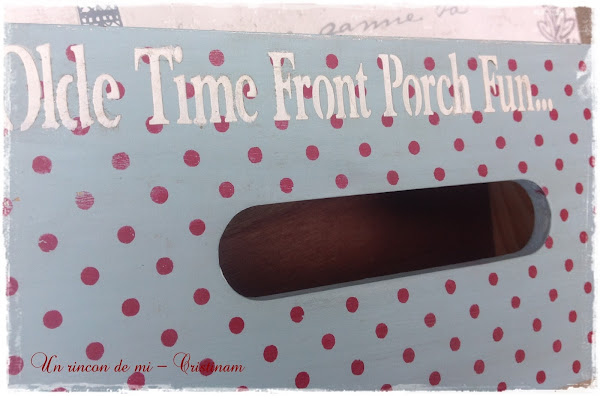 Olde Time Front Porch Fun...
Un rincon de mi – Cristinam